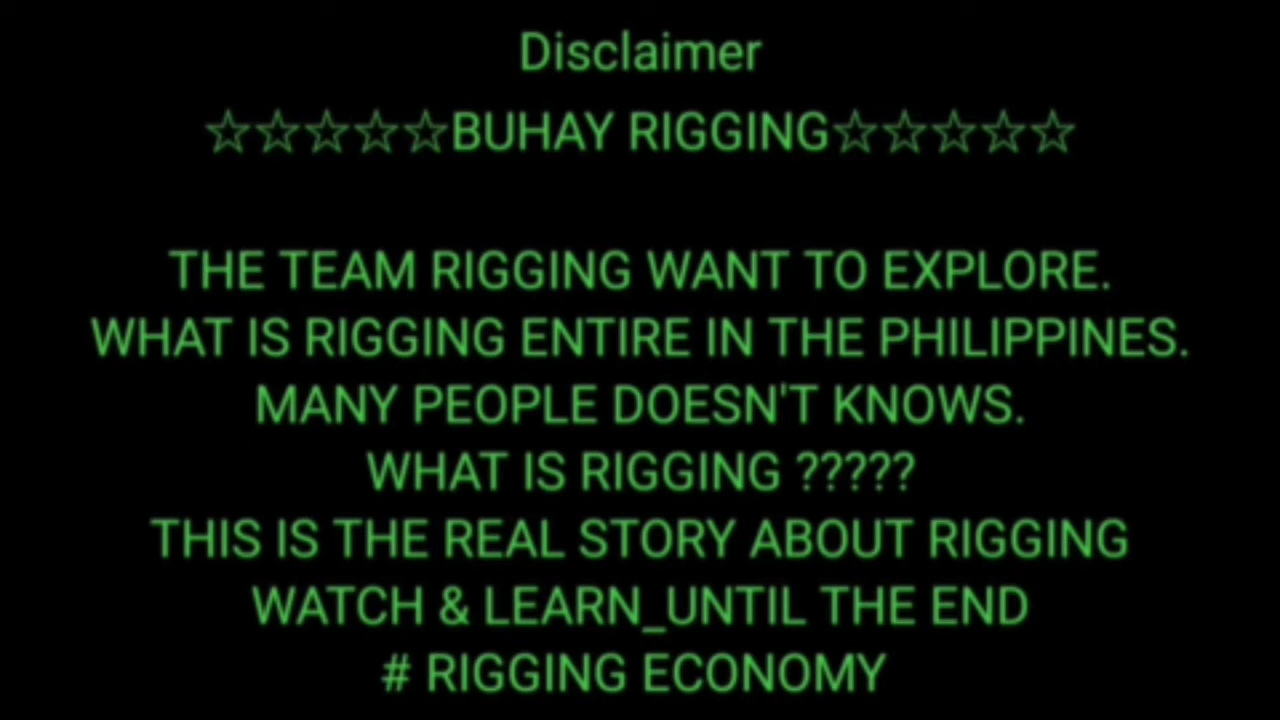 Disclaimer
☆☆☆☆☆BUHAY RIGGING☆☆☆☆☆
THE TEAM RIGGING WANT TO EXPLORE.
WHAT IS RIGGING ENTIRE IN THE PHILIPPINES.
MANY PEOPLE DOESN'T KNOWS.
WHAT IS RIGGING ?????
THIS IS THE REAL STORY ABOUT RIGGING
WATCH & LEARN_UNTIL THE END
# RIGGING ECONOMY